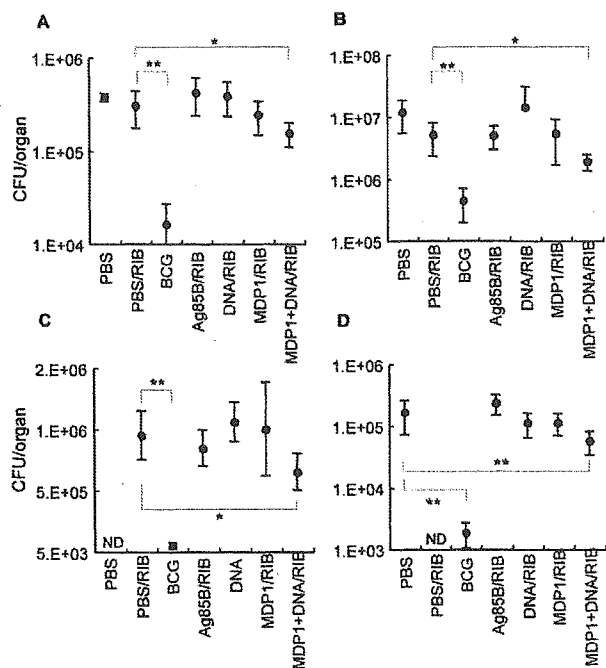 A
B
*
*
1.E+06
**
1.E+08
**
CFU/organ
1.E+07
1.E+05
1.E+06
1.E+04
1.E+05
PBS
PBS/RIB
BCG
Ag85B/RIB
DNA/RIB
MDP1/RIB
MDP1+DNA/RIB
PBS
PBS/RIB
BCG
Ag85B/RIB
DNA/RIB
MDP1/RIB
MDP1+DNA/RIB
C
D
2.E+06
**
1.E+06
CFU/organ
1.E+06
1.E+05
**
5.E+05
**
1.E+04
*
ND
ND
5.E+03
1.E+03
PBS
PBS/RIB
BCG
Ag85B/RIB
DNA
MDP1/RIB
MDP1+DNA/RIB
PBS
PBS/RIB
BCG
Ag85B/RIB
DNA/RIB
MDP1/RIB
MDP1+DNA/RIB